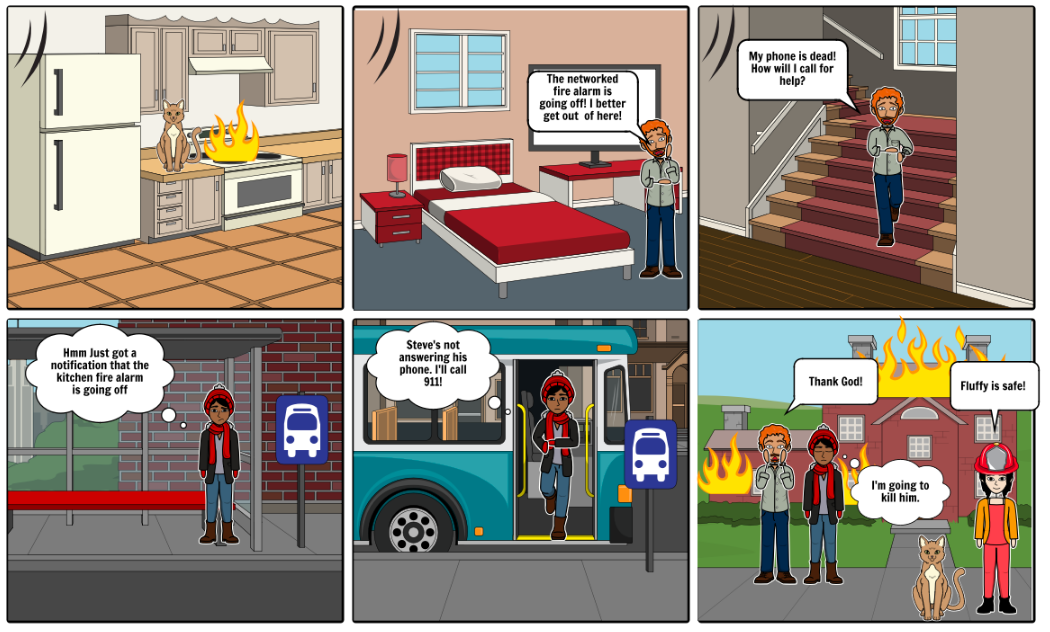 The networked
fire alarm is
going off! I better
get out of here!
My phone is dead!
How will I call for
help?
Hmm Just got a
notification that the
kitchen fire alarm
is going off
Steve's not
answering his
phone. I'll call
911!
Thank God!
Fluffy is safe!
I'm going to
kill him.